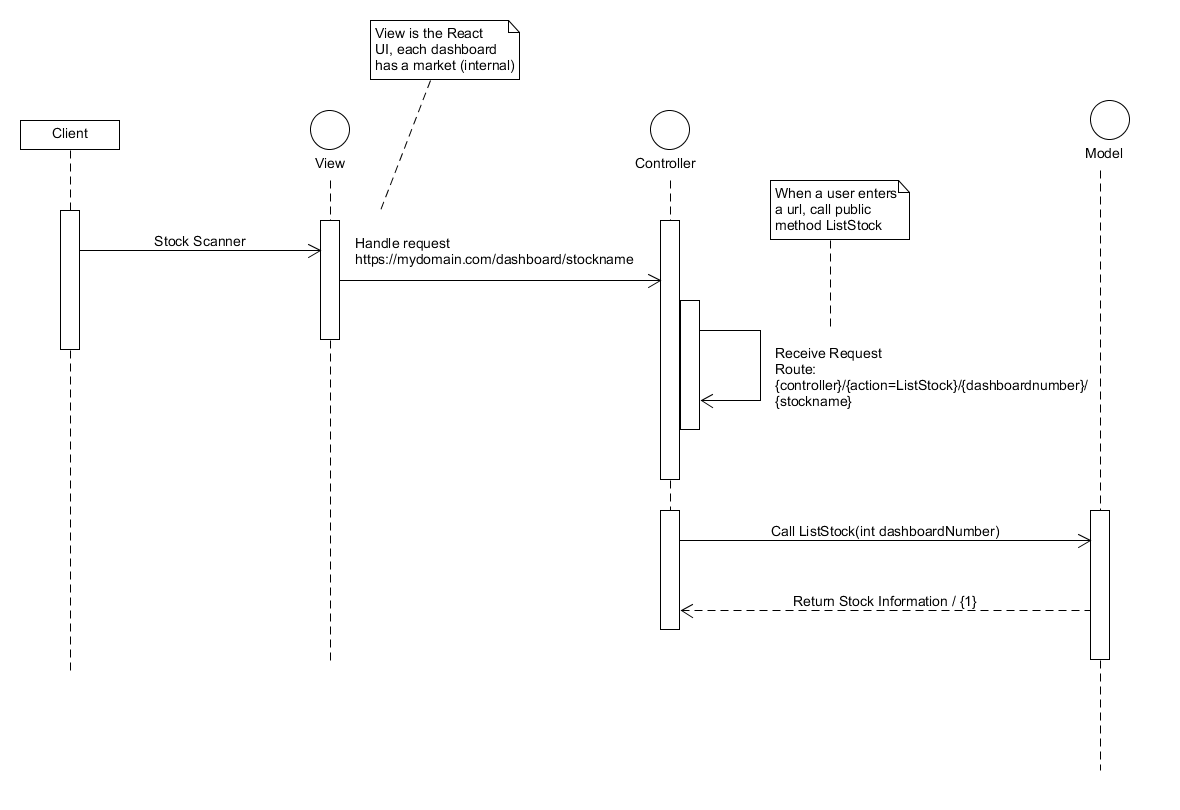 View is the React
UI, each dashboard
has a market (internal)
Client
View
Controller
Model
When a user enters
a url, call public
method ListStock
Stock Scanner
Handle request
https://mydomain.com/dashboard/stockname
Receive Request
Route:
{controller}/{action=ListStock}/{dashboardnumber}/
{stockname}
Call ListStock(int dashboardNumber)
Return Stock Information / {1}